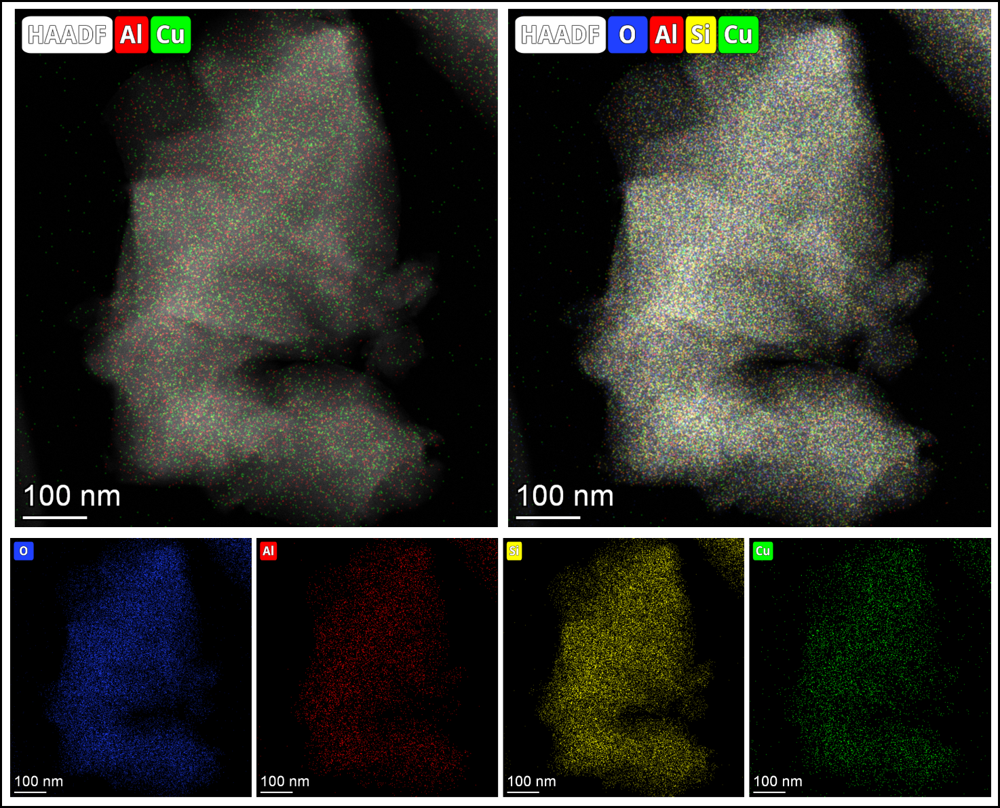 HAADF Al Cu
100 nm
HAADF O Al Si Cu
100 nm
O
100 nm
Al
100 nm
Si
100 nm
Cu
100 nm